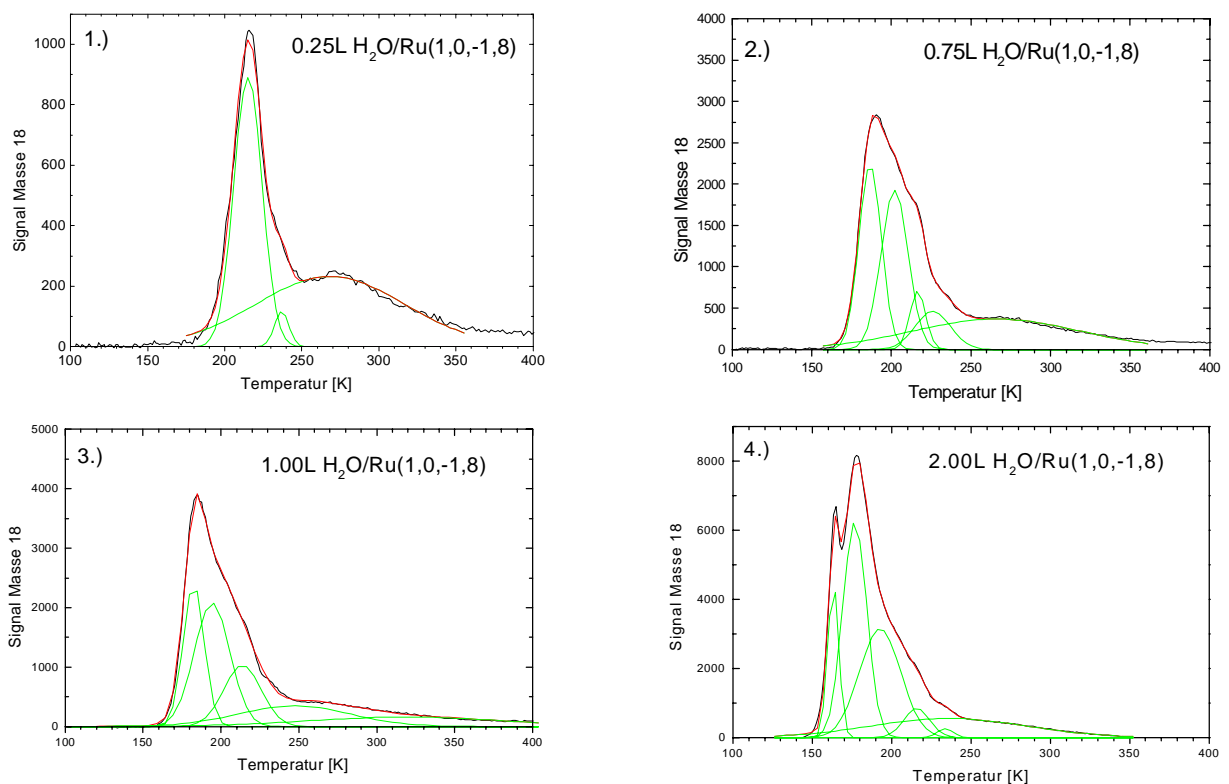 1.)
0.25L H₂O/Ru(1,0,-1,8)
Signal Masse 18
1000
800
600
400
200
0
100 150 200 250 300 350 400
Temperatur [K]
2.)
0.75L H₂O/Ru(1,0,-1,8)
Signal Masse 18
4000
3500
3000
2500
2000
1500
1000
500
0
100 150 200 250 300 350 400
Temperatur [K]
3.)
1.00L H₂O/Ru(1,0,-1,8)
Signal Masse 18
5000
4000
3000
2000
1000
0
100 150 200 250 300 350 400
Temperatur [K]
4.)
2.00L H₂O/Ru(1,0,-1,8)
Signal Masse 18
8000
6000
4000
2000
0
100 150 200 250 300 350 400
Temperatur [K]